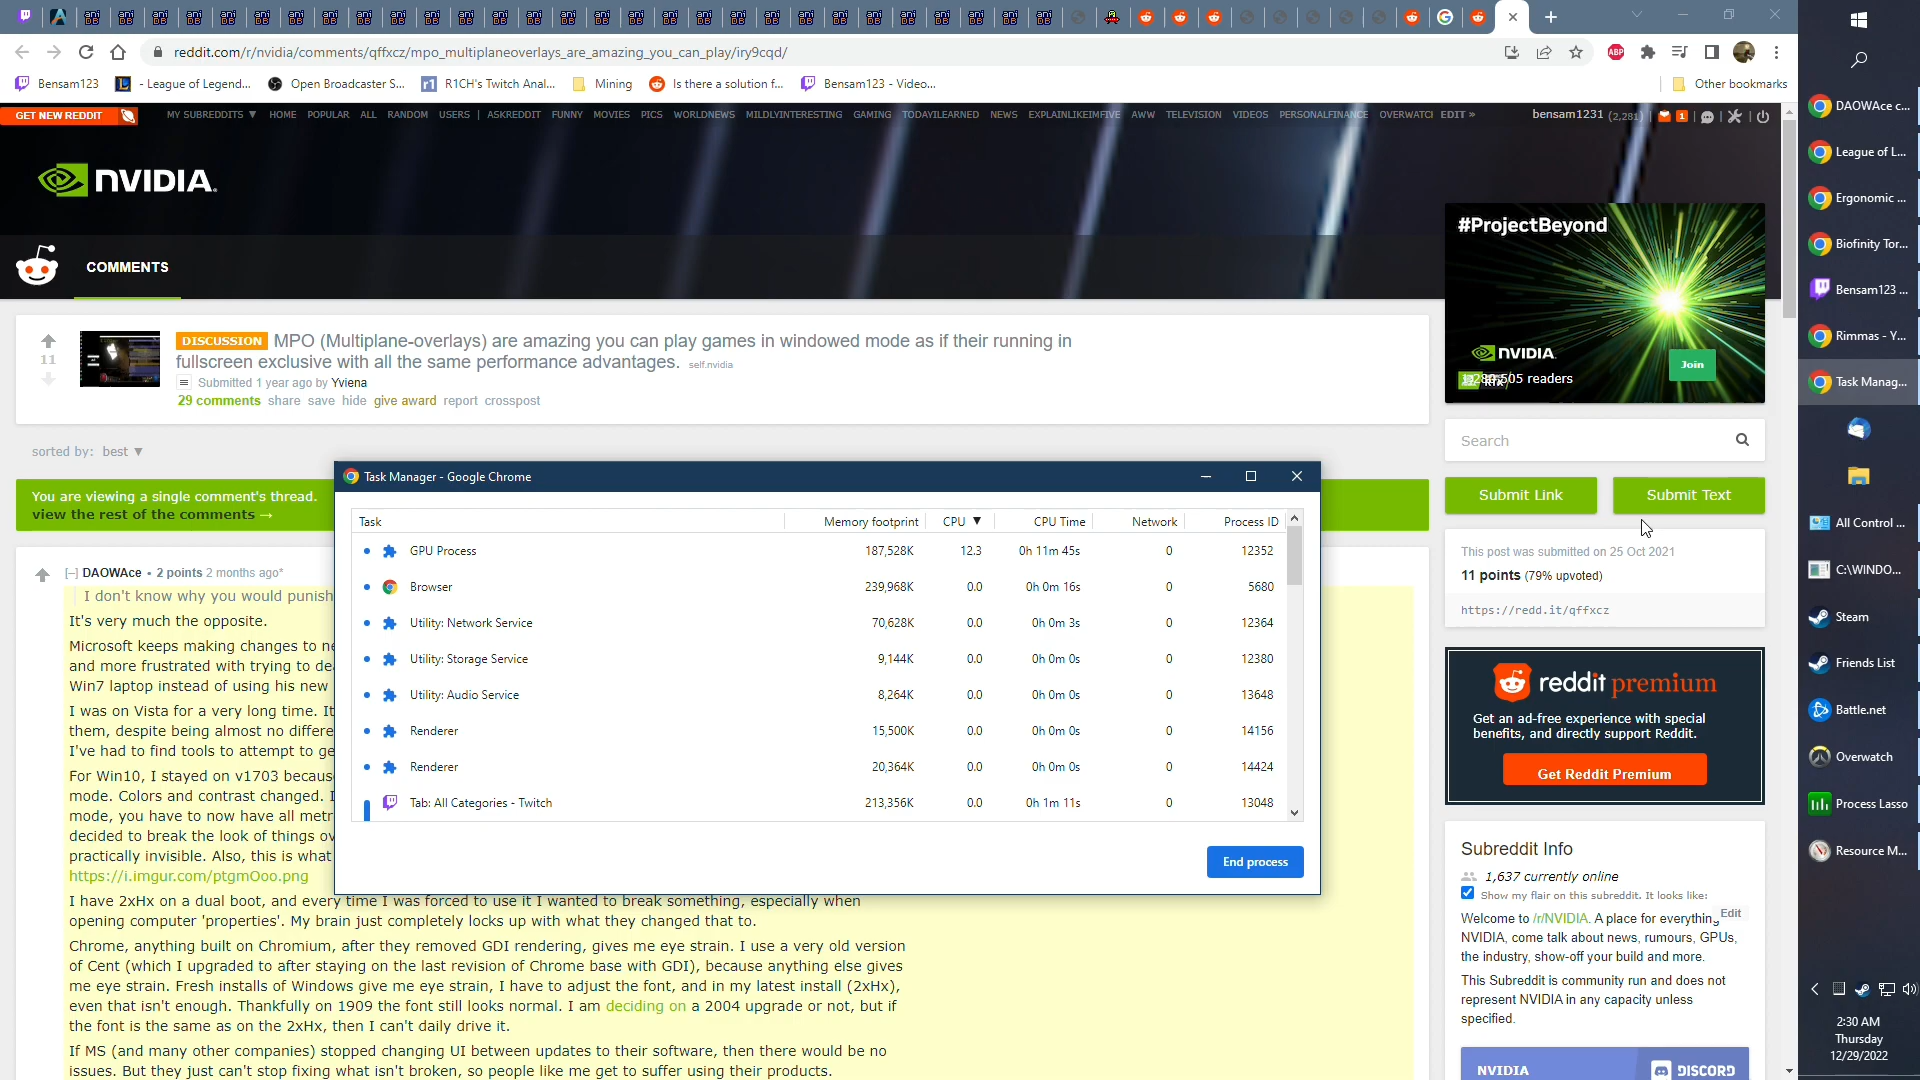 reddit.com/r/nvidia/comments/qffxcz/mpo_multiplaneoverlays_are_amazing_you_can_play/iry9cqd/
Bensam123
- League of Legend...
Open Broadcaster S...
R1CH's Twitch Anal...
Mining
Is there a solution f...
Bensam123 - Video...
Other bookmarks
GET NEW REDDIT
MY SUBREDDITS ▼ HOME POPULAR ALL RANDOM USERS | ASKREDDIT FUNNY MOVIES PICS WORLDNEWS MILDLYINTERESTING GAMING TODAYILEARNED NEWS EXPLAINLIKEIMFIVE AWW TELEVISION VIDEOS PERSONALFINANCE OVERWATCI EDIT »
bensam1231 (2,281) | 1
NVIDIA.
COMMENTS
#ProjectBeyond
NVIDIA.
Join
readers
11
DISCUSSION MPO (Multiplane-overlays) are amazing you can play games in windowed mode as if their running in
fullscreen exclusive with all the same performance advantages. self.nvidia
Submitted 1 year ago by Yviena
29 comments share save hide give award report crosspost
sorted by: best ▼
You are viewing a single comment's thread.
view the rest of the comments →
Search
Submit Link
Submit Text
This post was submitted on 25 Oct 2021
11 points (79% upvoted)
https://redd.it/qffxcz
reddit premium
Get an ad-free experience with special
benefits, and directly support Reddit.
Get Reddit Premium
Subreddit Info
1,637 currently online
Show my flair on this subreddit. It looks like:
Edit
Welcome to /r/NVIDIA. A place for everything
NVIDIA, come talk about news, rumours, GPUs,
the industry, show-off your build and more.
This Subreddit is community run and does not
represent NVIDIA in any capacity unless
specified.
NVIDIA
DISCORD
Task Manager - Google Chrome
Task Memory footprint CPU ▼ CPU Time Network Process ID
GPU Process 187,528K 12.3 0h 11m 45s 0 12352
Browser 239,968K 0.0 0h 0m 16s 0 5680
Utility: Network Service 70,628K 0.0 0h 0m 3s 0 12364
Utility: Storage Service 9,144K 0.0 0h 0m 0s 0 12380
Utility: Audio Service 8,264K 0.0 0h 0m 0s 0 13648
Renderer 15,500K 0.0 0h 0m 0s 0 14156
Renderer 20,364K 0.0 0h 0m 0s 0 14424
Tab: All Categories - Twitch 213,356K 0.0 0h 1m 11s 0 13048
End process
[–] DAOWAce • 2 points 2 months ago*
I don't know why you would punish
It's very much the opposite.
Microsoft keeps making changes to
and more frustrated with trying to
Win7 laptop instead of using his new
I was on Vista for a very long time. It
them, despite being almost no
I've had to find tools to attempt to
For Win10, I stayed on v1703
mode. Colors and contrast changed.
mode, you have to now have all
decided to break the look of things
practically invisible. Also, this is what
https://i.imgur.com/ptgmOoo.png
I have 2xHx on a dual boot, and every time I was forced to use it I wanted to break something, especially when
opening computer 'properties'. My brain just completely locks up with what they changed that to.
Chrome, anything built on Chromium, after they removed GDI rendering, gives me eye strain. I use a very old version
of Cent (which I upgraded to after staying on the last revision of Chrome base with GDI), because anything else gives
me eye strain. Fresh installs of Windows give me eye strain, I have to adjust the font, and in my latest install (2xHx),
even that isn't enough. Thankfully on 1909 the font still looks normal. I am deciding on a 2004 upgrade or not, but if
the font is the same as on the 2xHx, then I can't daily drive it.
If MS (and many other companies) stopped changing UI between updates to their software, then there would be no
issues. But they just can't stop fixing what isn't broken, so people like me get to suffer using their products.
DAOWAce c...
League of L...
Ergonomic ...
Biofinity Tor...
Bensam123 ...
Rimmas - Y...
Task Manag...
All Control ...
C:\WINDO...
Steam
Friends List
Battle.net
Overwatch
Process Lasso
Resource M...
2:30 AM
Thursday
12/29/2022